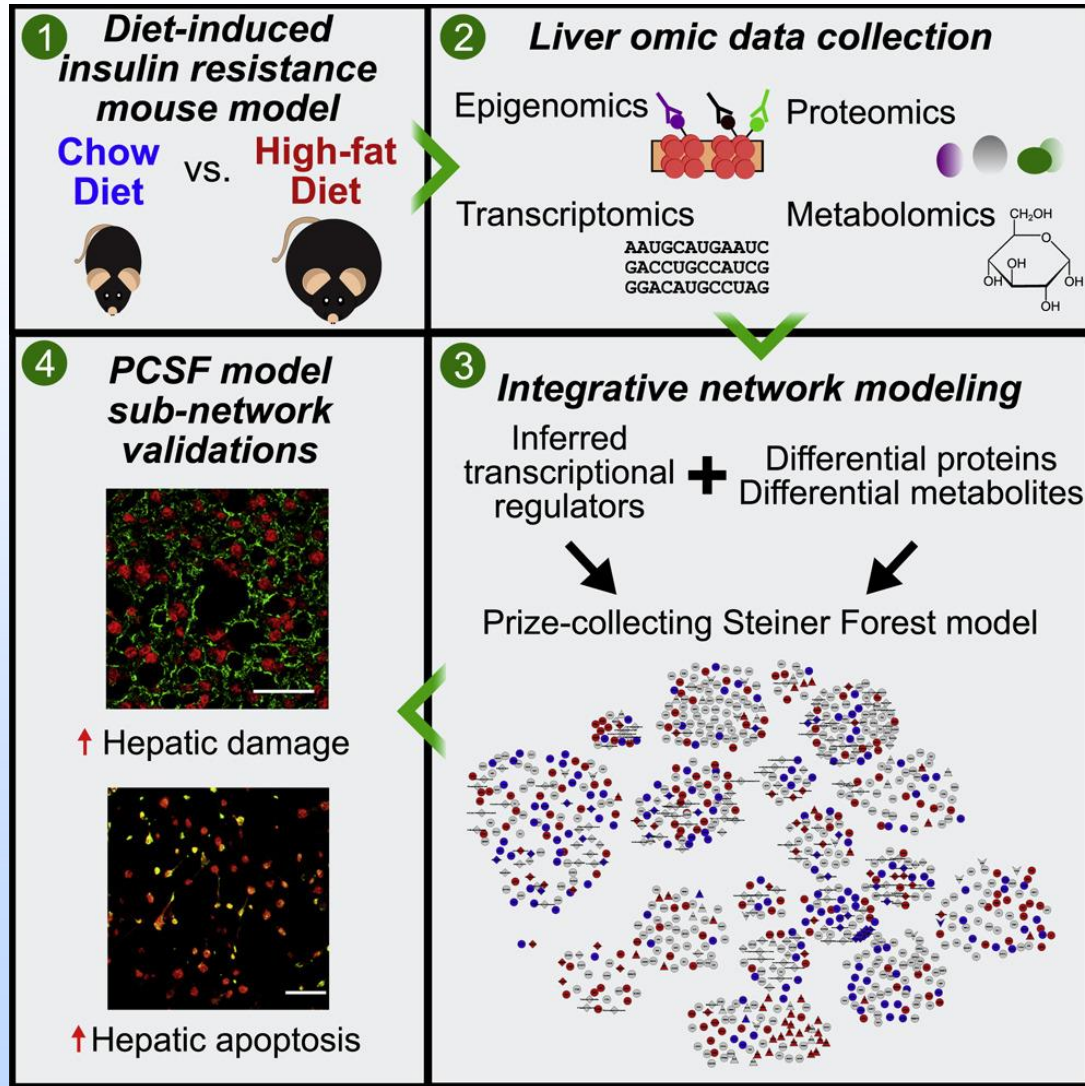 1
Diet-induced
insulin resistance
mouse model
Chow
Diet
vs.
High-fat
Diet
2
Liver omic data collection
Epigenomics
Proteomics
Transcriptomics
AAUGCAUGAAUC
GACCUGCCAUCG
GGACAUGCCUAG
Metabolomics
CH₂OH
O
OH
OH
OH
OH
3
Integrative network modeling
Inferred
transcriptional
regulators
+
Differential proteins
Differential metabolites
Prize-collecting Steiner Forest model
4
PCSF model
sub-network
validations
↑ Hepatic damage
↑ Hepatic apoptosis